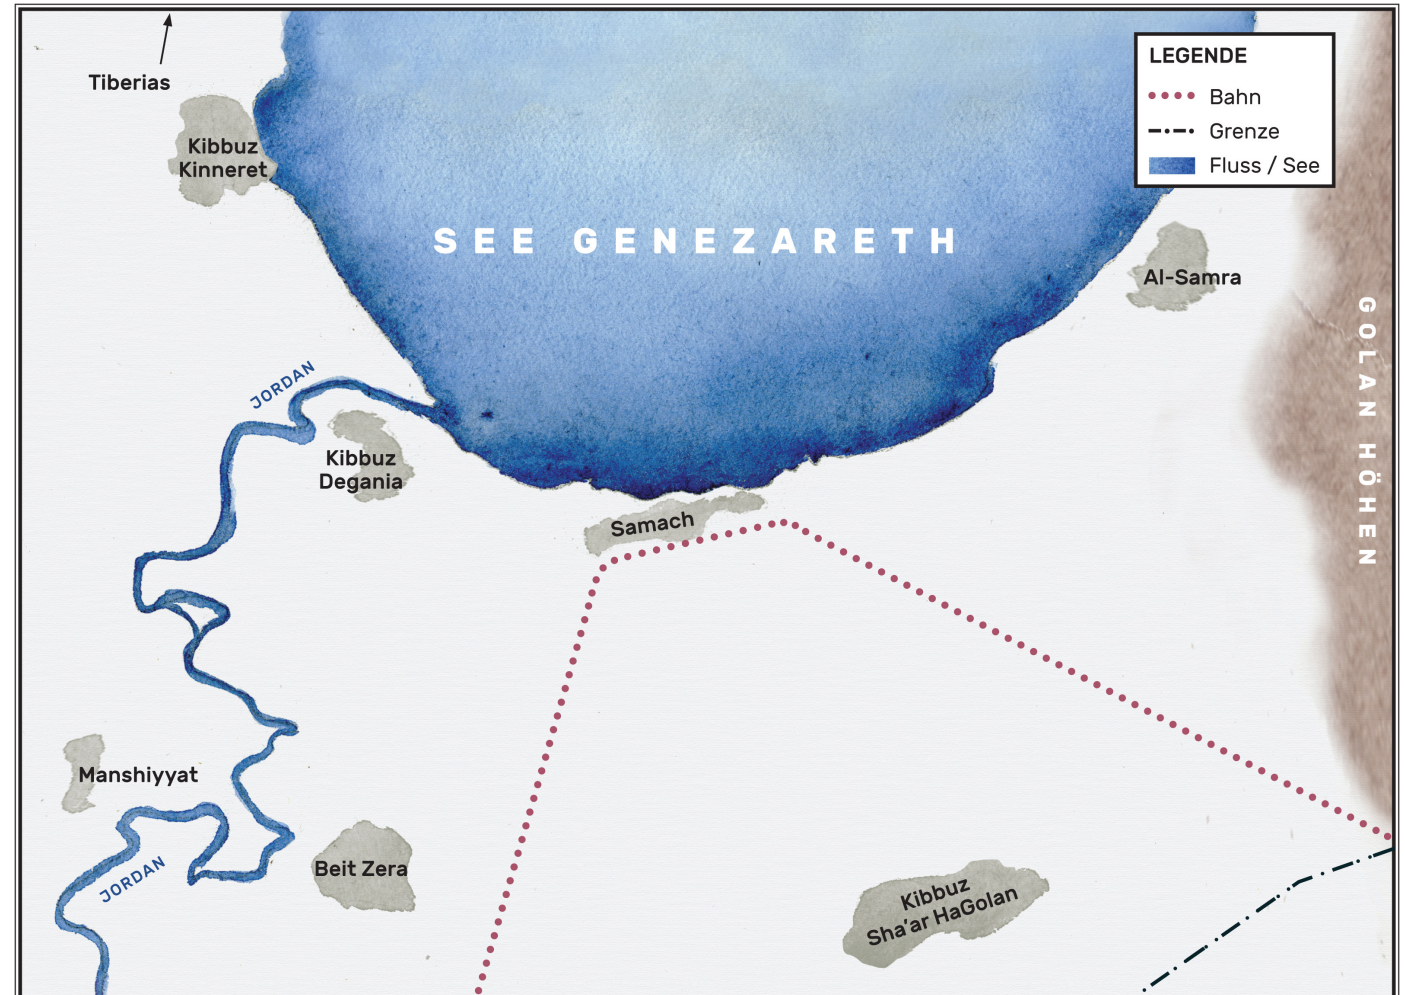 Tiberias
Kibbuz
Kinneret
SEE GENEZARETH
LEGENDE
Bahn
Grenze
Fluss / See
Al-Samra
GOLAN HÖHEN
JORDAN
Kibbuz
Degania
Samach
Manshiyyat
JORDAN
Beit Zera
Kibbuz
Sha'ar HaGolan